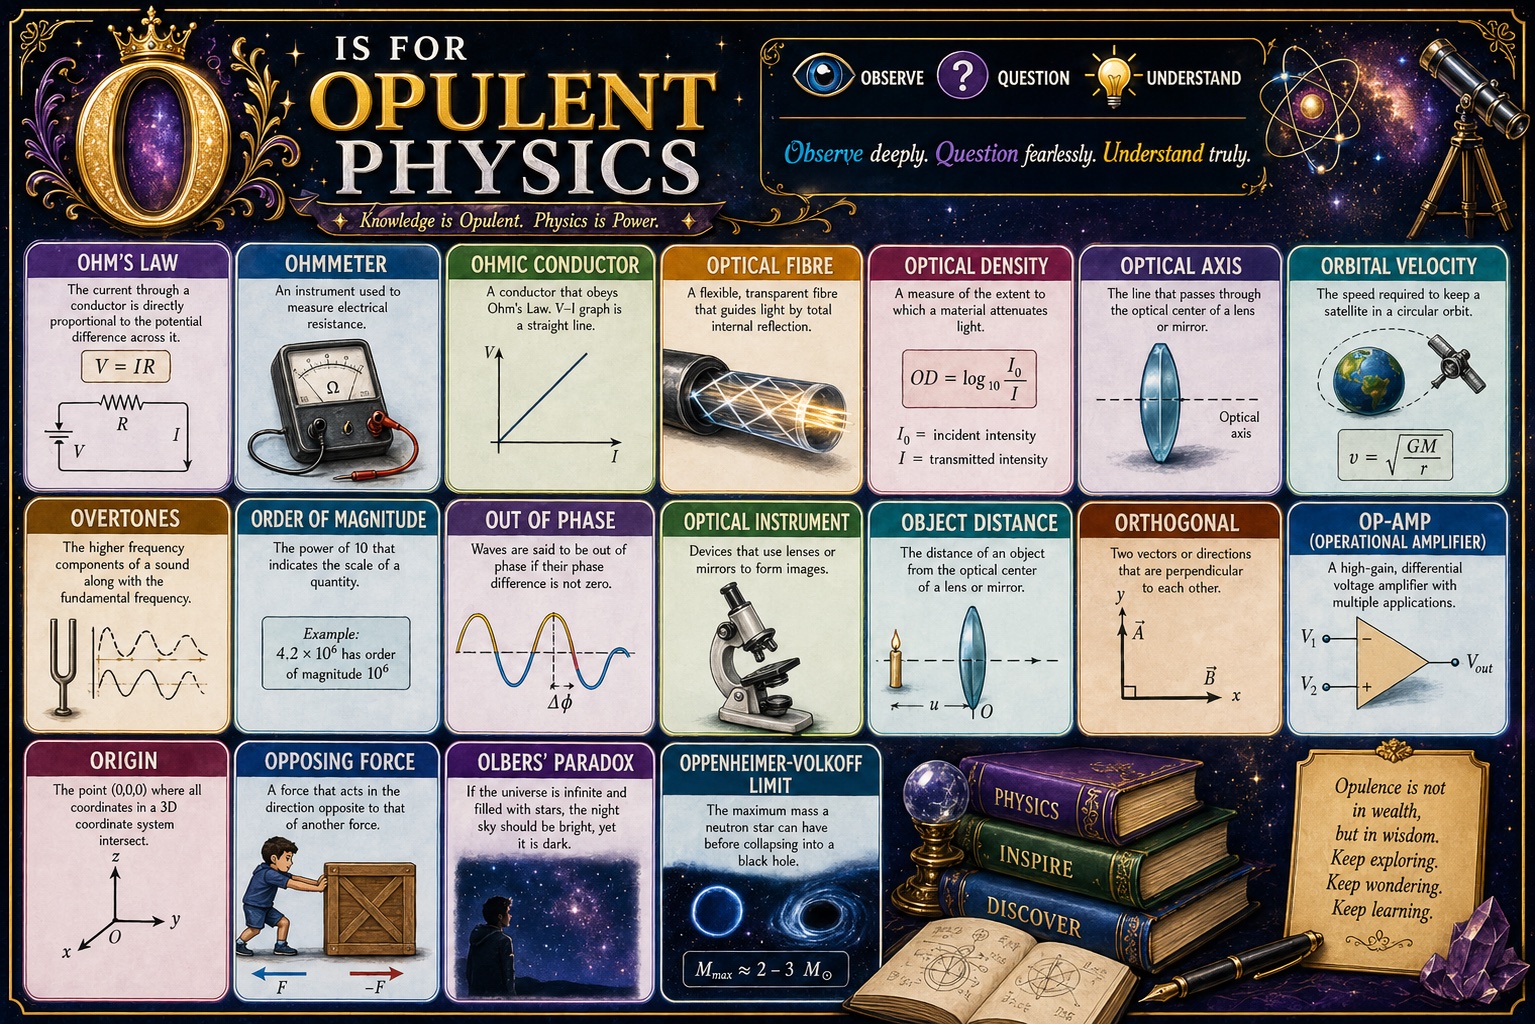 O
IS FOR
OPULENT
PHYSICS
Knowledge is Opulent. Physics is Power.
OBSERVE
?
QUESTION
UNDERSTAND
Observe deeply. Question fearlessly. Understand truly.
OHM'S LAW
The current through a
conductor is directly
proportional to the potential
difference across it.
V = IR
R
V
I
OHMMETER
An instrument used to
measure electrical
resistance.
Ω
OHMIC CONDUCTOR
A conductor that obeys
Ohm's Law. V–I graph is
a straight line.
V
I
OPTICAL FIBRE
A flexible, transparent fibre
that guides light by total
internal reflection.
OPTICAL DENSITY
A measure of the extent to
which a material attenuates
light.
OD = log₁₀ I₀/I
I₀ = incident intensity
I = transmitted intensity
OPTICAL AXIS
The line that passes through
the optical center of a lens
or mirror.
Optical
axis
ORBITAL VELOCITY
The speed required to keep a
satellite in a circular orbit.
v = √(GM/r)
OVERTONES
The higher frequency
components of a sound
along with the
fundamental frequency.
ORDER OF MAGNITUDE
The power of 10 that
indicates the scale of a
quantity.
Example:
4.2 × 10⁶ has order
of magnitude 10⁶
OUT OF PHASE
Waves are said to be out of
phase if their phase
difference is not zero.
Δϕ
OPTICAL INSTRUMENT
Devices that use lenses or
mirrors to form images.
OBJECT DISTANCE
The distance of an object
from the optical center
of a lens or mirror.
u
O
ORTHOGONAL
Two vectors or directions
that are perpendicular
to each other.
y
A⃗
B⃗
x
OP-AMP
(OPERATIONAL AMPLIFIER)
A high-gain, differential
voltage amplifier with
multiple applications.
V₁
−
V₂
+
Vout
ORIGIN
The point (0,0,0) where all
coordinates in a 3D
coordinate system
intersect.
z
y
x
O
OPPOSING FORCE
A force that acts in the
direction opposite to that
of another force.
F
−F
OLBERS' PARADOX
If the universe is infinite and
filled with stars, the night
sky should be bright, yet
it is dark.
OPPENHEIMER-VOLKOFF
LIMIT
The maximum mass a
neutron star can have
before collapsing into a
black hole.
Mmax ≈ 2 – 3 M⊙
PHYSICS
INSPIRE
DISCOVER
Opulence is not
in wealth,
but in wisdom.
Keep exploring.
Keep wondering.
Keep learning.